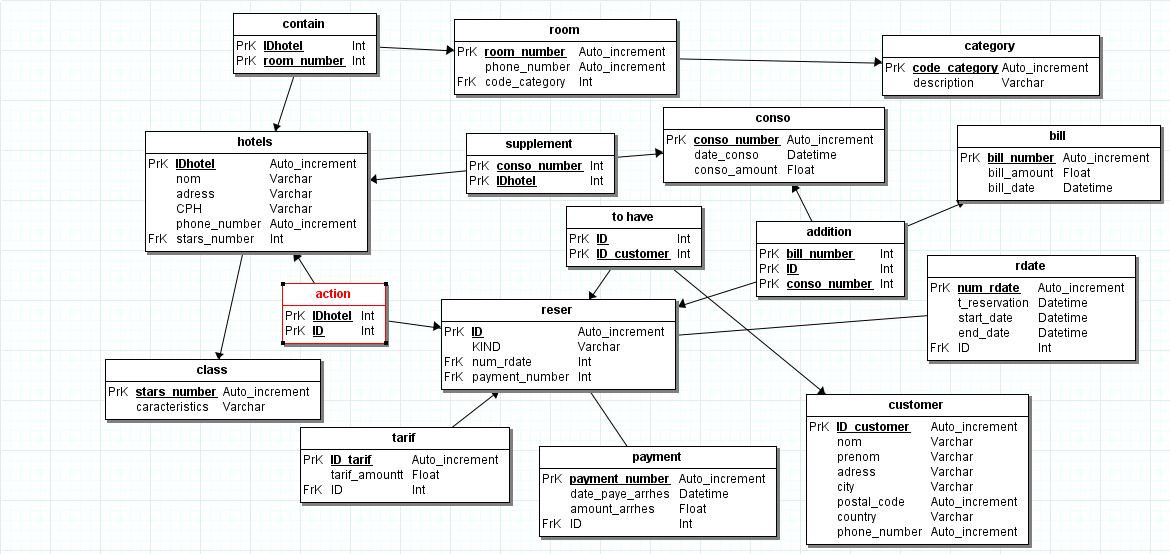 contain
PrK IDhotel Int
PrK room_number Int
room
PrK room_number Auto_increment
phone_number Auto_increment
FrK code_category Int
category
PrK code_category Auto_increment
description Varchar
hotels
PrK IDhotel Auto_increment
nom Varchar
adress Varchar
CPH Varchar
phone_number Auto_increment
FrK stars_number Int
supplement
PrK conso_number Int
PrK IDhotel Int
conso
PrK conso_number Auto_increment
date_conso Datetime
conso_amount Float
bill
PrK bill_number Auto_increment
bill_amount Float
bill_date Datetime
to have
PrK ID Int
PrK ID_customer Int
addition
PrK bill_number Int
PrK ID Int
PrK conso_number Int
rdate
PrK num_rdate Auto_increment
t_reservation Datetime
start_date Datetime
end_date Datetime
FrK ID Int
action
PrK IDhotel Int
PrK ID Int
reser
PrK ID Auto_increment
KIND Varchar
FrK num_rdate Int
FrK payment_number Int
class
PrK stars_number Auto_increment
caracteristics Varchar
tarif
PrK ID_tarif Auto_increment
tarif_amountt Float
FrK ID Int
payment
PrK payment_number Auto_increment
date_paye_arrhes Datetime
amount_arrhes Float
FrK ID Int
customer
PrK ID_customer Auto_increment
nom Varchar
prenom Varchar
adress Varchar
city Varchar
postal_code Auto_increment
country Varchar
phone_number Auto_increment